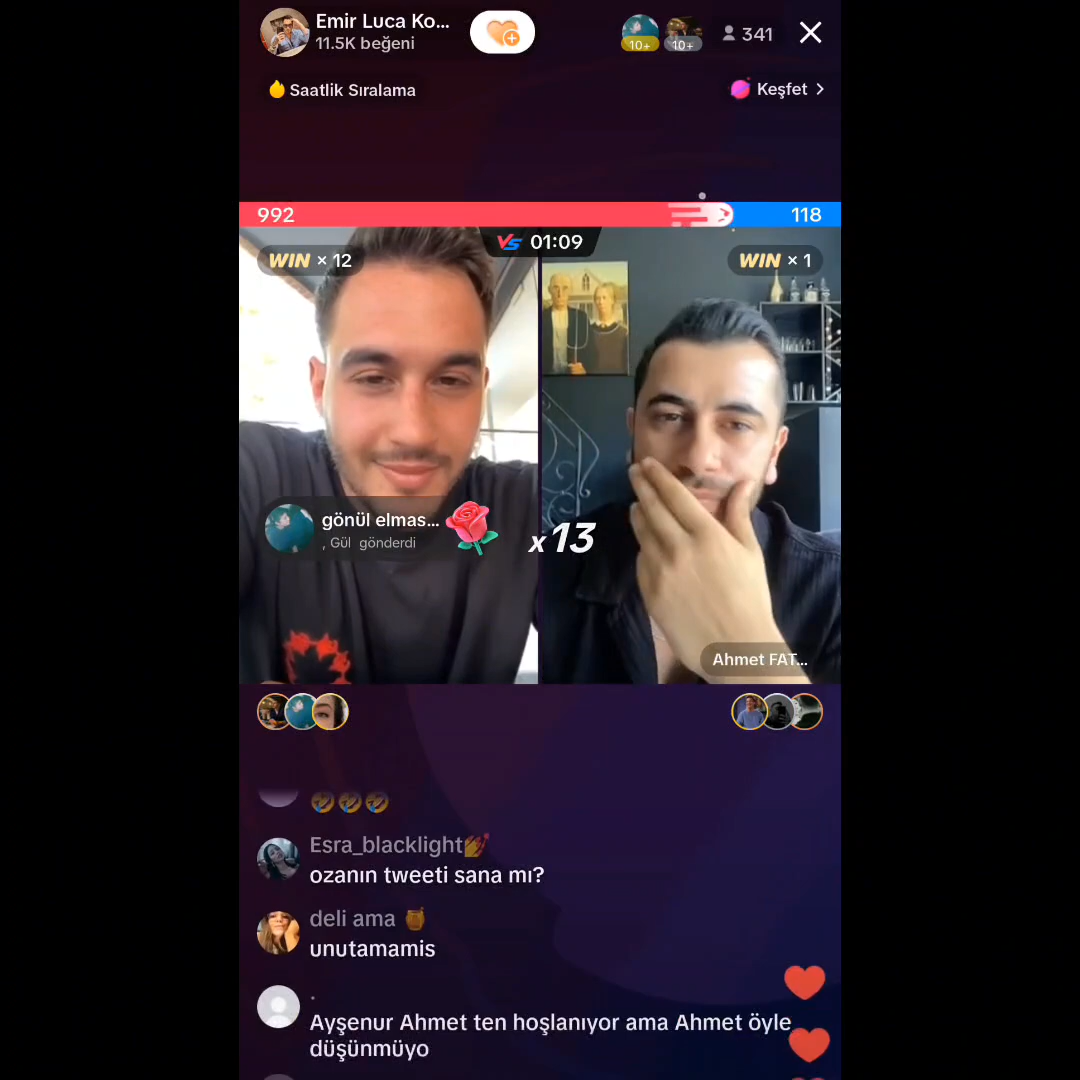 Emir Luca Ko...
11.5K beğeni
10+
10+
341
Saatlik Sıralama
Keşfet
992
118
VS 01:09
WIN × 12
WIN × 1
gönül elmas...
, Gül gönderdi
x13
Ahmet FAT...
Esra_blacklight
ozanın tweeti sana mı?
deli ama
unutamamis
.
Ayşenur Ahmet ten hoşlanıyor ama Ahmet öyle
düşünmüyo